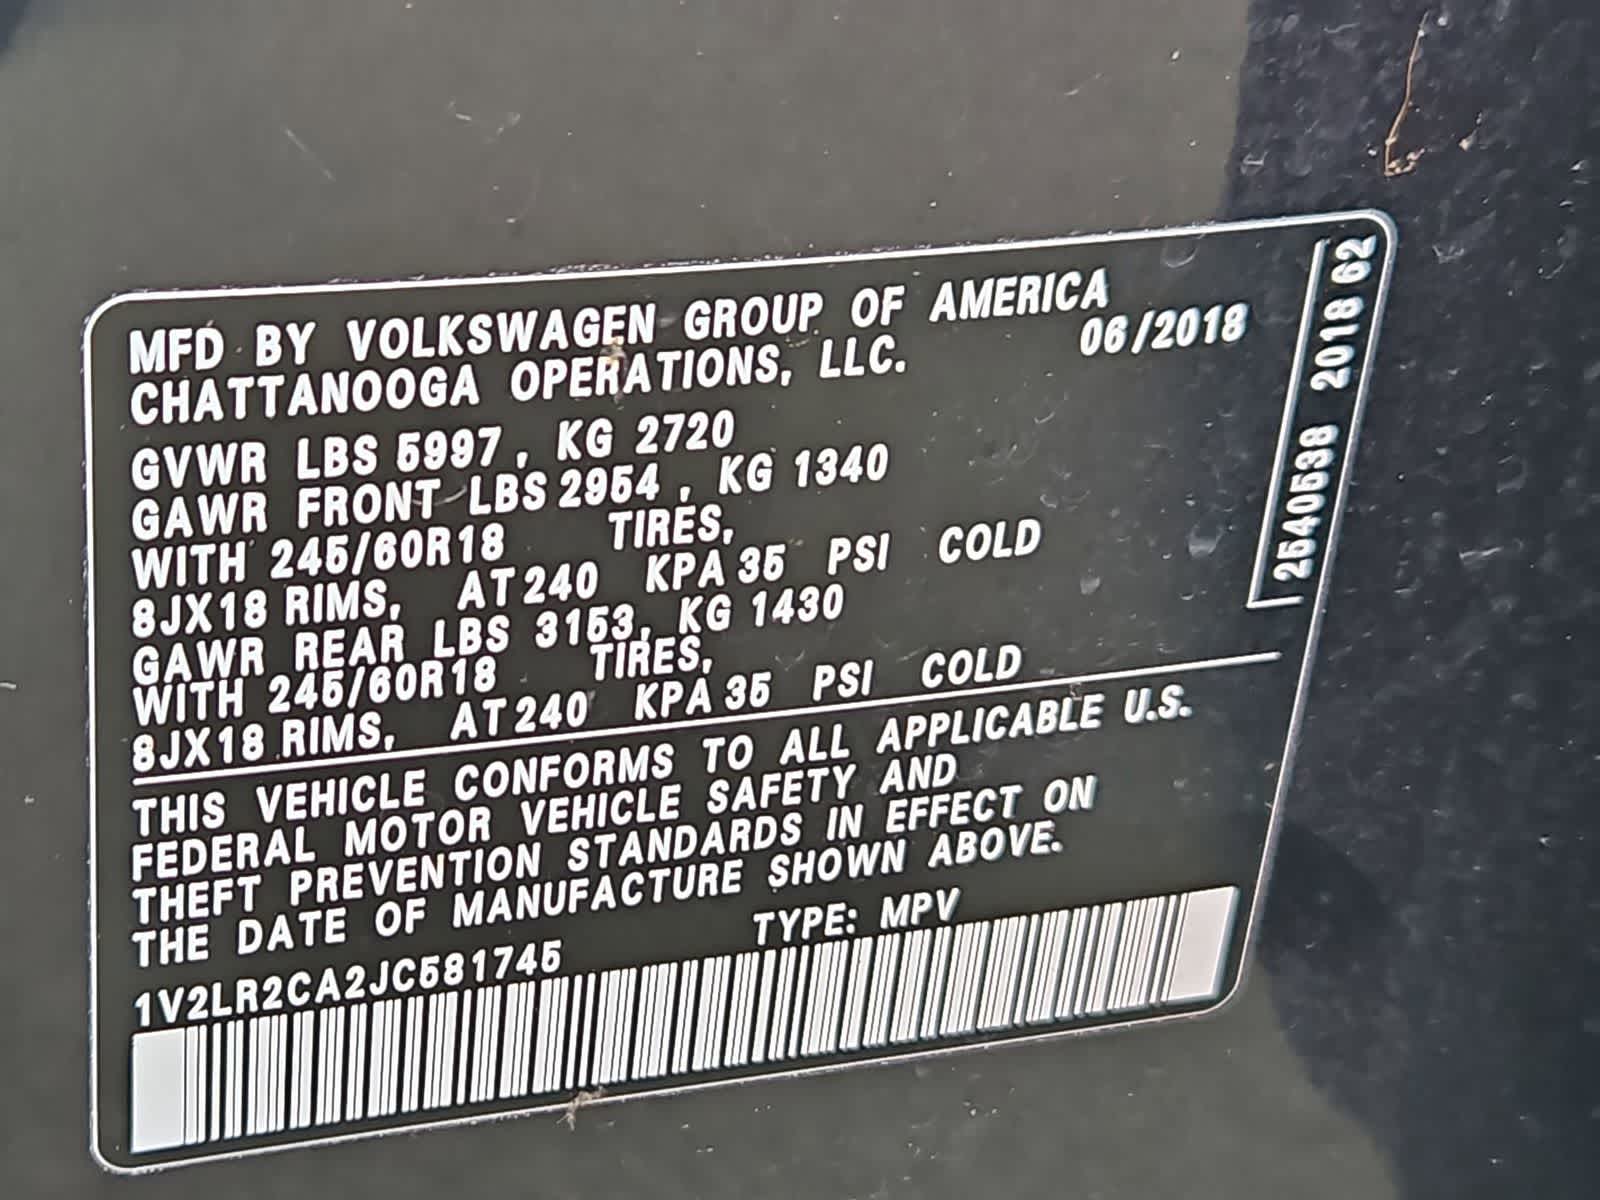 MFD BY VOLKSWAGEN GROUP OF AMERICA
CHATTANOOGA OPERATIONS, LLC. 06/2018
GVWR LBS 5997, KG 2720
GAWR FRONT LBS 2954, KG 1340
WITH 245/60R18 TIRES,
8JX18 RIMS, AT 240 KPA 35 PSI COLD
GAWR REAR LBS 3153, KG 1430
WITH 245/60R18 TIRES,
8JX18 RIMS, AT 240 KPA 35 PSI COLD
THIS VEHICLE CONFORMS TO ALL APPLICABLE U.S.
FEDERAL MOTOR VEHICLE SAFETY AND
THEFT PREVENTION STANDARDS IN EFFECT ON
THE DATE OF MANUFACTURE SHOWN ABOVE.
1V2LR2CA2JC581745 TYPE: MPV
2540538 2018 62